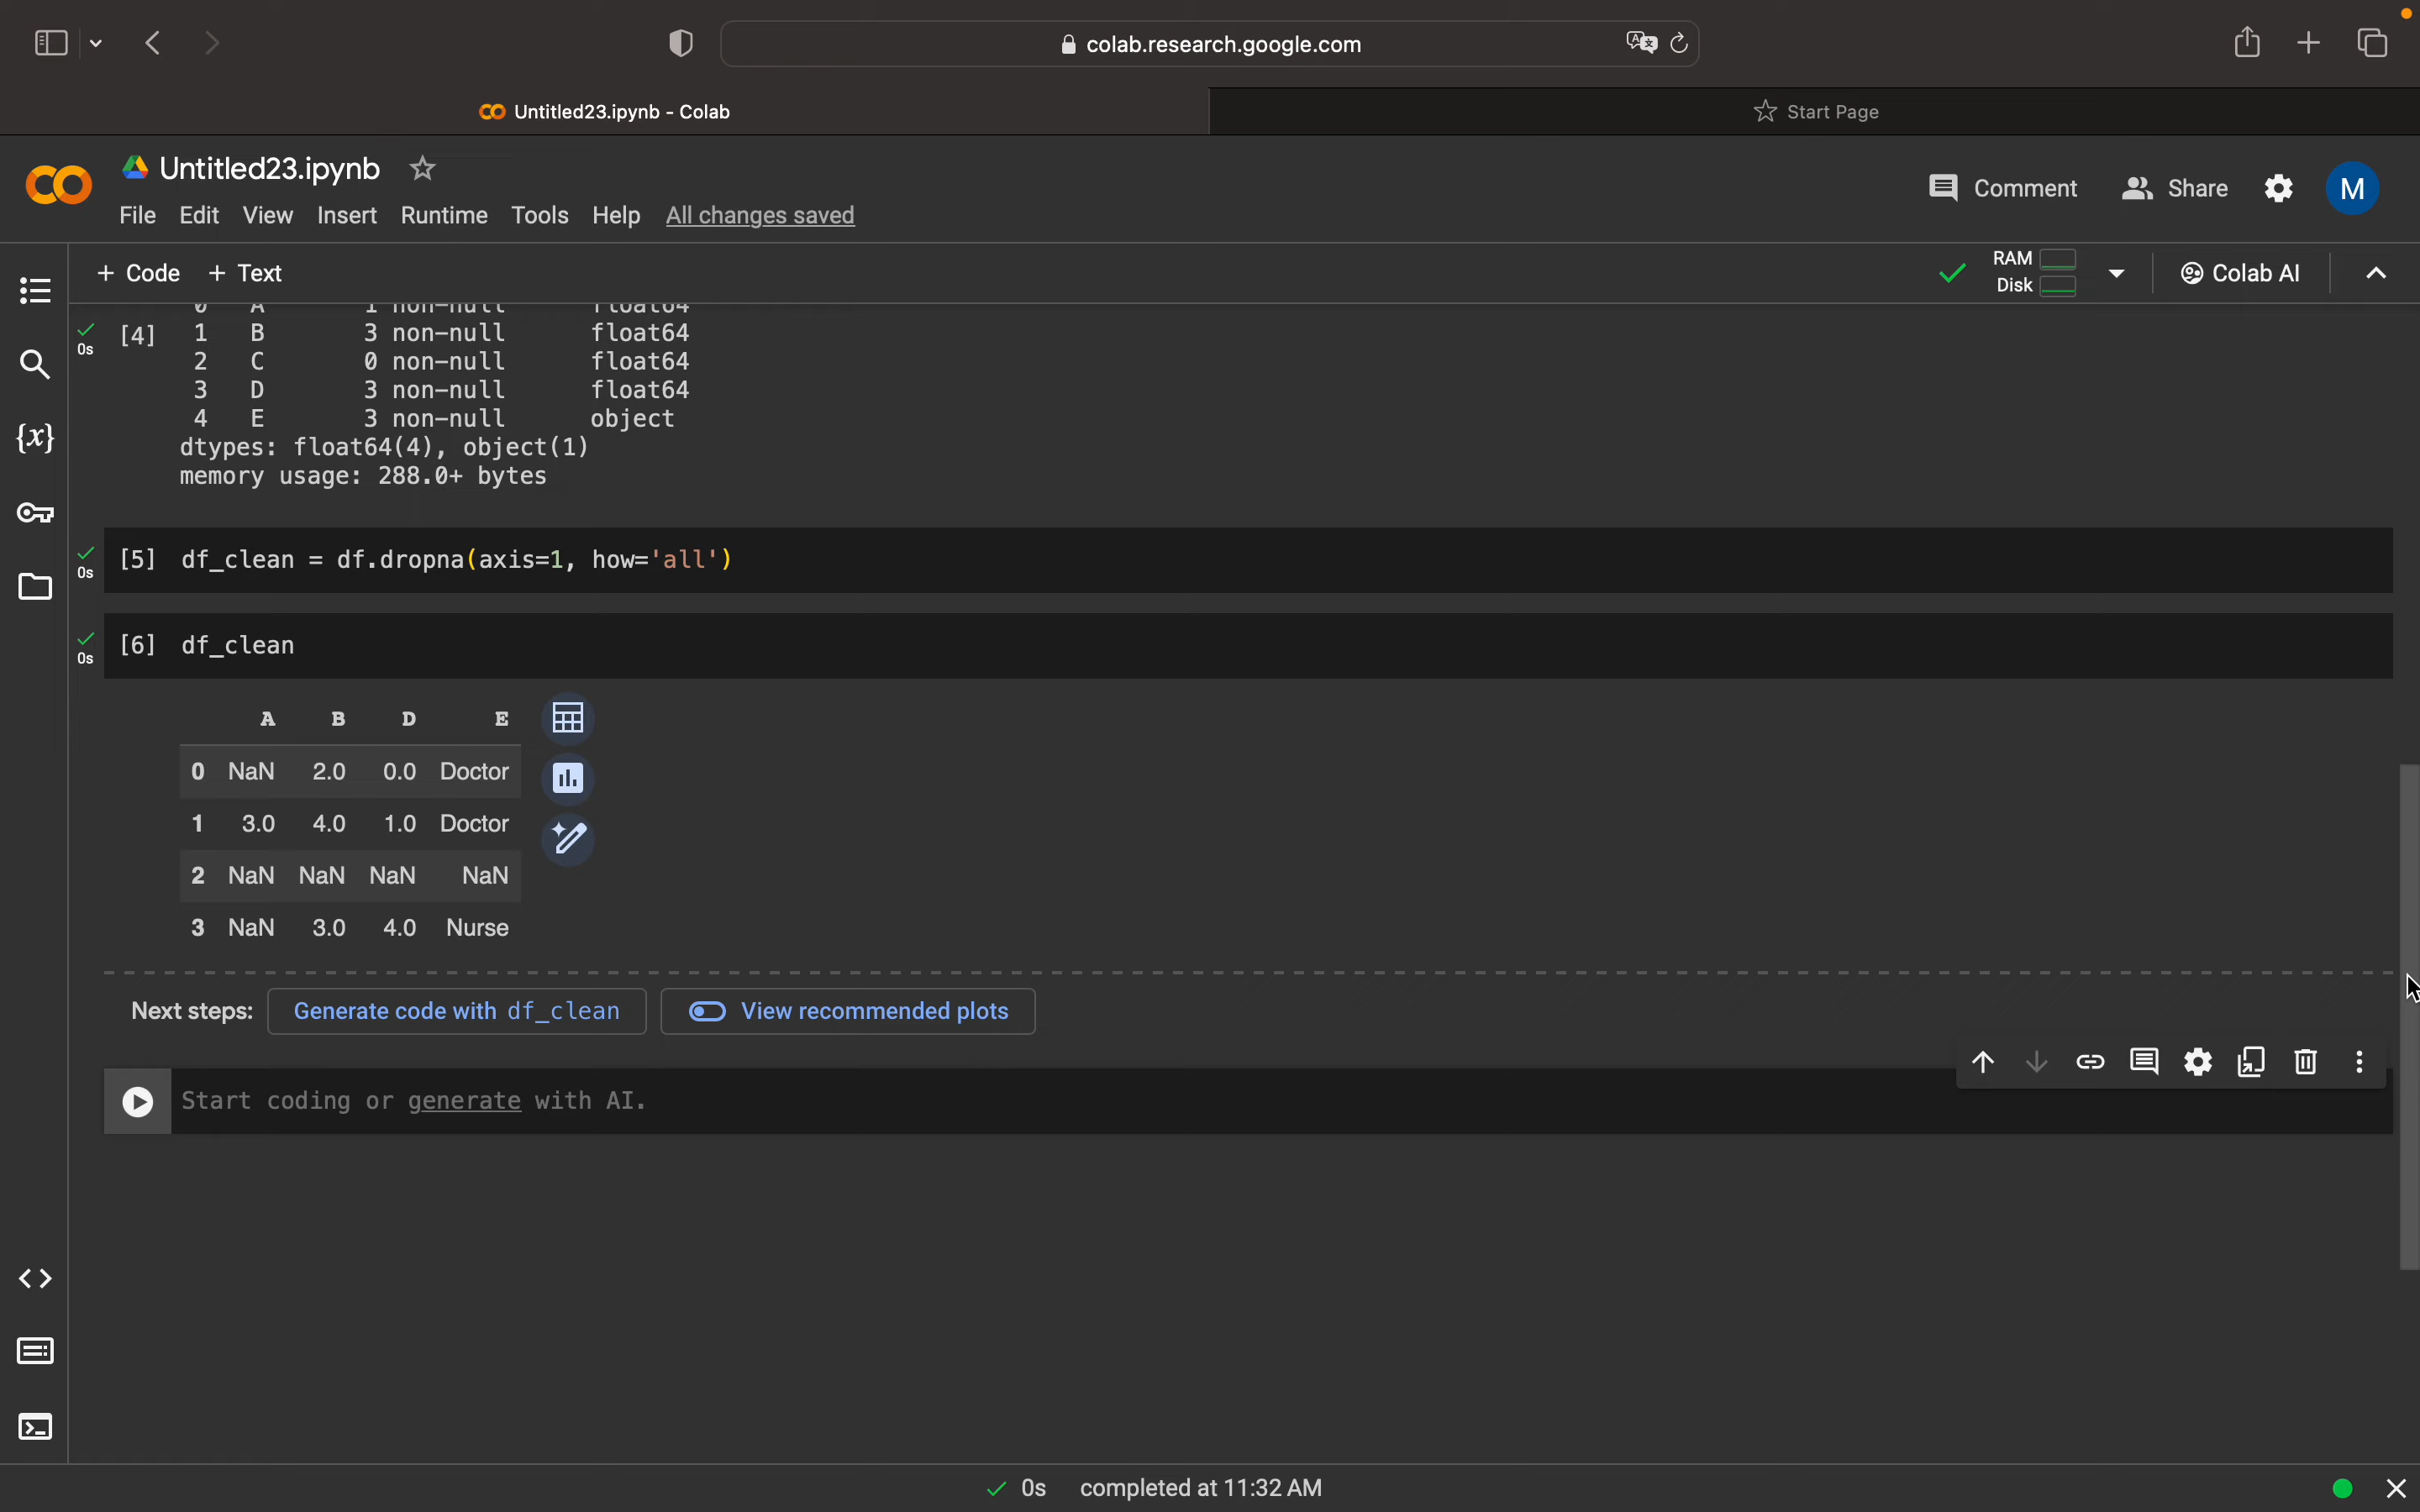 colab.research.google.com
Untitled23.ipynb - Colab
Start Page
Untitled23.ipynb
Comment Share M
File Edit View Insert Runtime Tools Help All changes saved
+ Code + Text
RAM
Disk
Colab AI
0 A 1 non-null float64
[4] 1 B 3 non-null float64
0s
2 C 0 non-null float64
3 D 3 non-null float64
4 E 3 non-null object
dtypes: float64(4), object(1)
memory usage: 288.0+ bytes
[5] df_clean = df.dropna(axis=1, how='all')
0s
[6] df_clean
0s
A B D E
0 NaN 2.0 0.0 Doctor
1 3.0 4.0 1.0 Doctor
2 NaN NaN NaN NaN
3 NaN 3.0 4.0 Nurse
Next steps: Generate code with df_clean View recommended plots
Start coding or generate with AI.
0s completed at 11:32 AM